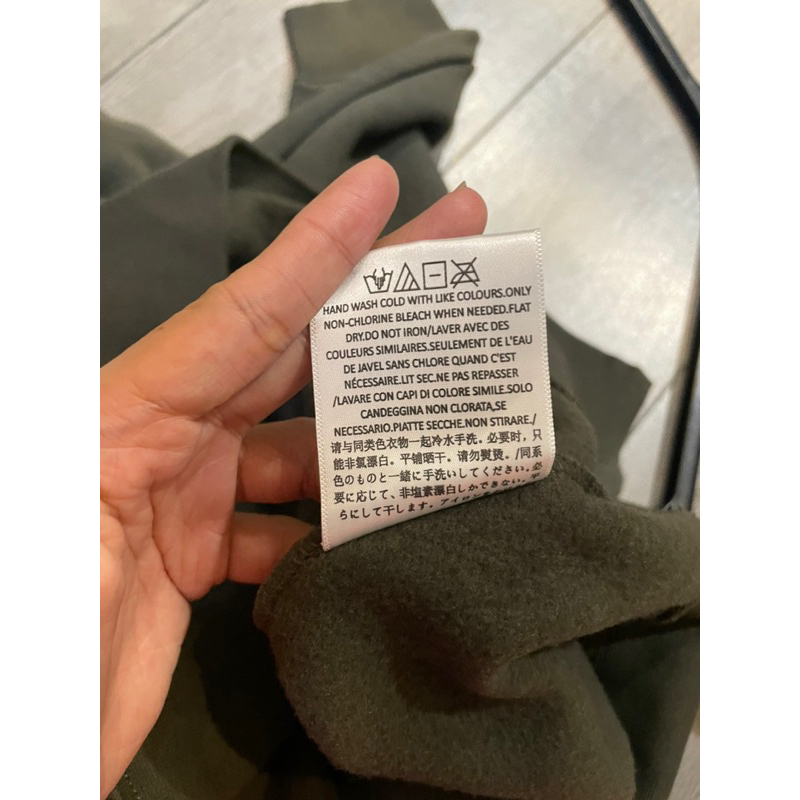 HAND WASH COLD WITH LIKE COLOURS.ONLY
NON-CHLORINE BLEACH WHEN NEEDED.FLAT
DRY.DO NOT IRON/LAVER AVEC DES
COULEURS SIMILAIRES.SEULEMENT DE L'EAU
DE JAVEL SANS CHLORE QUAND C'EST
NÉCESSAIRE.LIT SEC.NE PAS REPASSER
/LAVARE CON CAPI DI COLORE SIMILE.SOLO
CANDEGGINA NON CLORATA,SE
NECESSARIO.PIATTE SECCHE.NON STIRARE./
请与同类色衣物一起冷水手洗。必要时，只
能非氯漂白。平铺晒干。请勿熨烫。/同系
色のものと一緒に手洗いしてください。必
要に応じて、非塩素漂白しかできない。平
らにして干します。アイロン